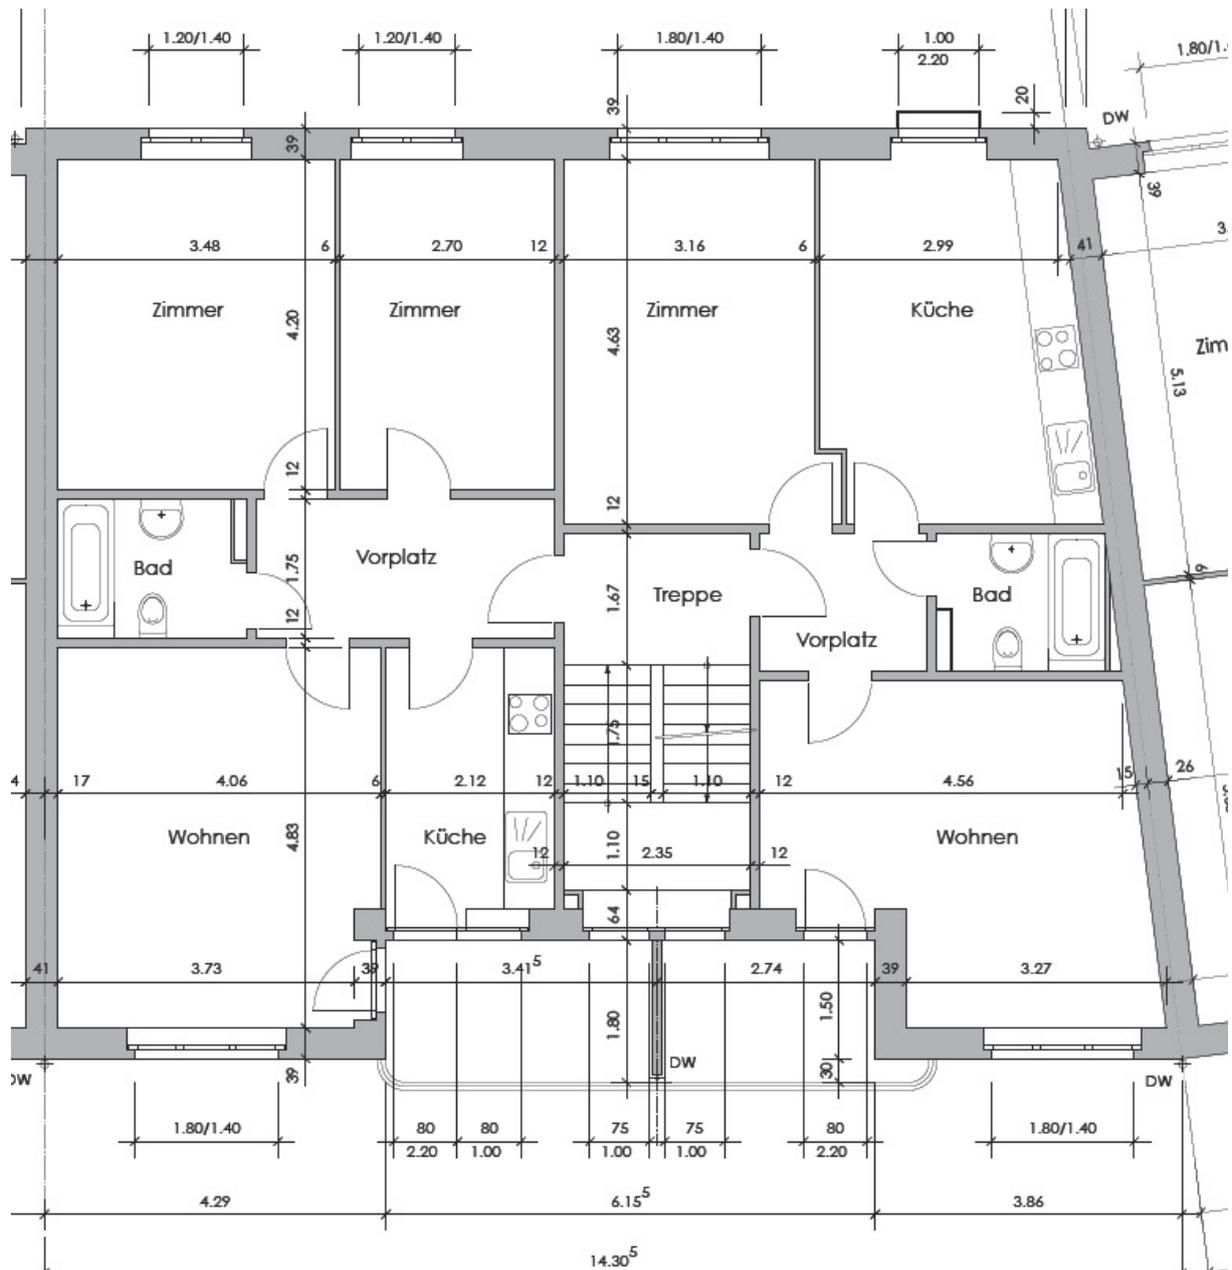 1.20/1.40 1.20/1.40 1.80/1.40 1.00
2.20
1.80/1.
20
39
DW
39
39
3.48 6 2.70 12 3.16 6 2.99 41 3.
Zimmer Zimmer Zimmer Küche
4.20
4.63
Zim
5.13
12
12
Bad
Vorplatz
1.75
1.67
Treppe
Bad
6
12
Vorplatz
1.75
4 17 4.06 6 2.12 12 1.10 15 1.10 12 4.56 15 26
Wohnen
4.83
Küche
Wohnen
12 1.10 2.35 12
64
41 3.73 39 3.41⁵ 2.74 39 3.27
1.80
1.50
DW
39
30
DW
DW
1.80/1.40 80 80 75 75 80 1.80/1.40
2.20 1.00 1.00 1.00 2.20
4.29 6.15⁵ 3.86
14.30⁵